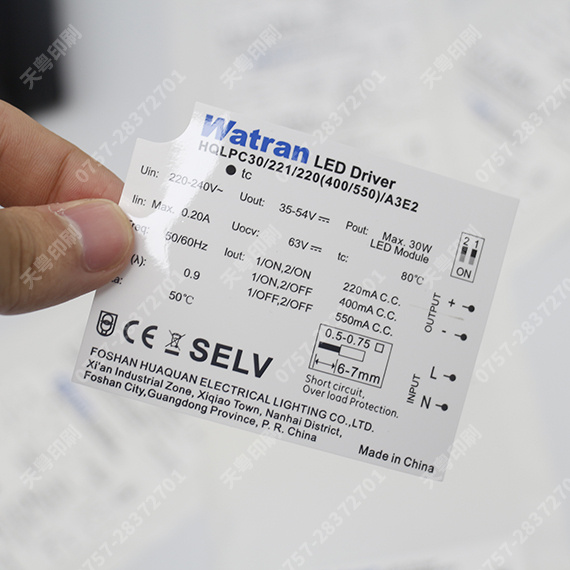 Watran LED Driver
HQLPC30/221/220(400/550)/A3E2
tc
Uin: 220-240V~ Uout: 35-54V Pout: Max. 30W
LED Module
Iin: Max. 0.20A Uocv: 63V tc: 80℃
50/60Hz Iout: 1/ON,2/ON 220mA C.C.
(λ): 0.9 1/ON,2/OFF 400mA C.C.
50℃ 1/OFF,2/OFF 550mA C.C.
2 1
ON
OUTPUT + -
INPUT L N
CE SELV
0.5-0.75
6-7mm
Short circuit,
Over load Protection.
FOSHAN HUAQUAN ELECTRICAL LIGHTING CO.,LTD.
Xi'an Industrial Zone, Xiqiao Town, Nanhai District,
Foshan City,Guangdong Province, P. R. China
Made in China
天粤印刷
0757-28372701